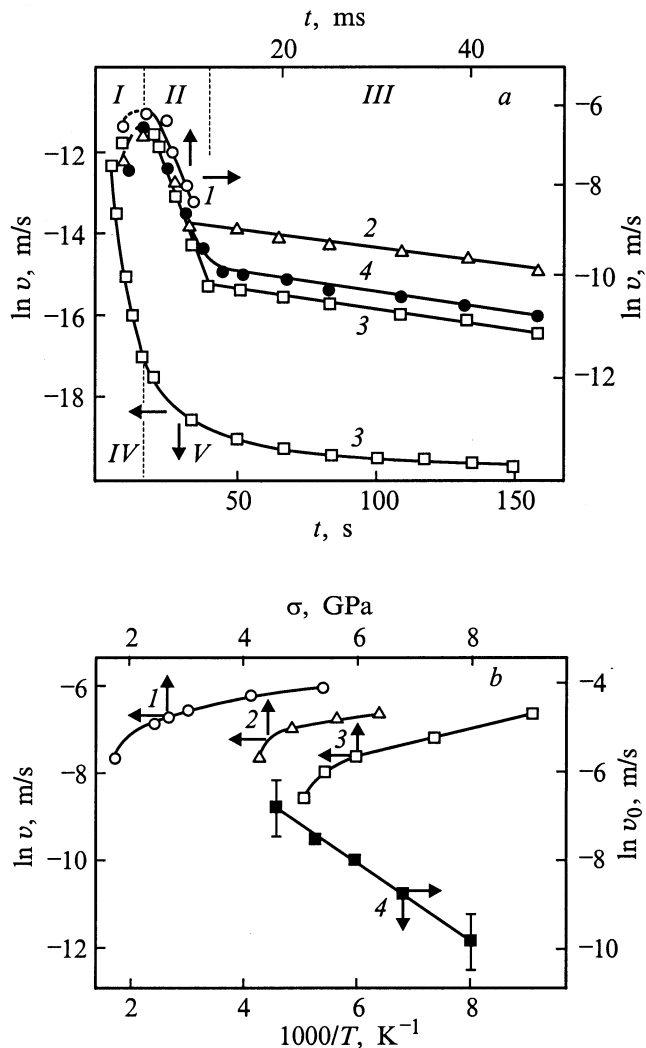 t, ms
20 40
I II III a
−6
−12
1
−8
2
−14
ln v, m/s
ln v, m/s
4
−10
3
−16
−12
−18
3
IV V
50 100 150
t, s
σ, GPa
2 4 6 8
b
−6 −4
1
2
3
−8 −6
ln v, m/s
ln v₀, m/s
−10 −8
4
−12 −10
2 4 6 8
1000/T, K⁻¹